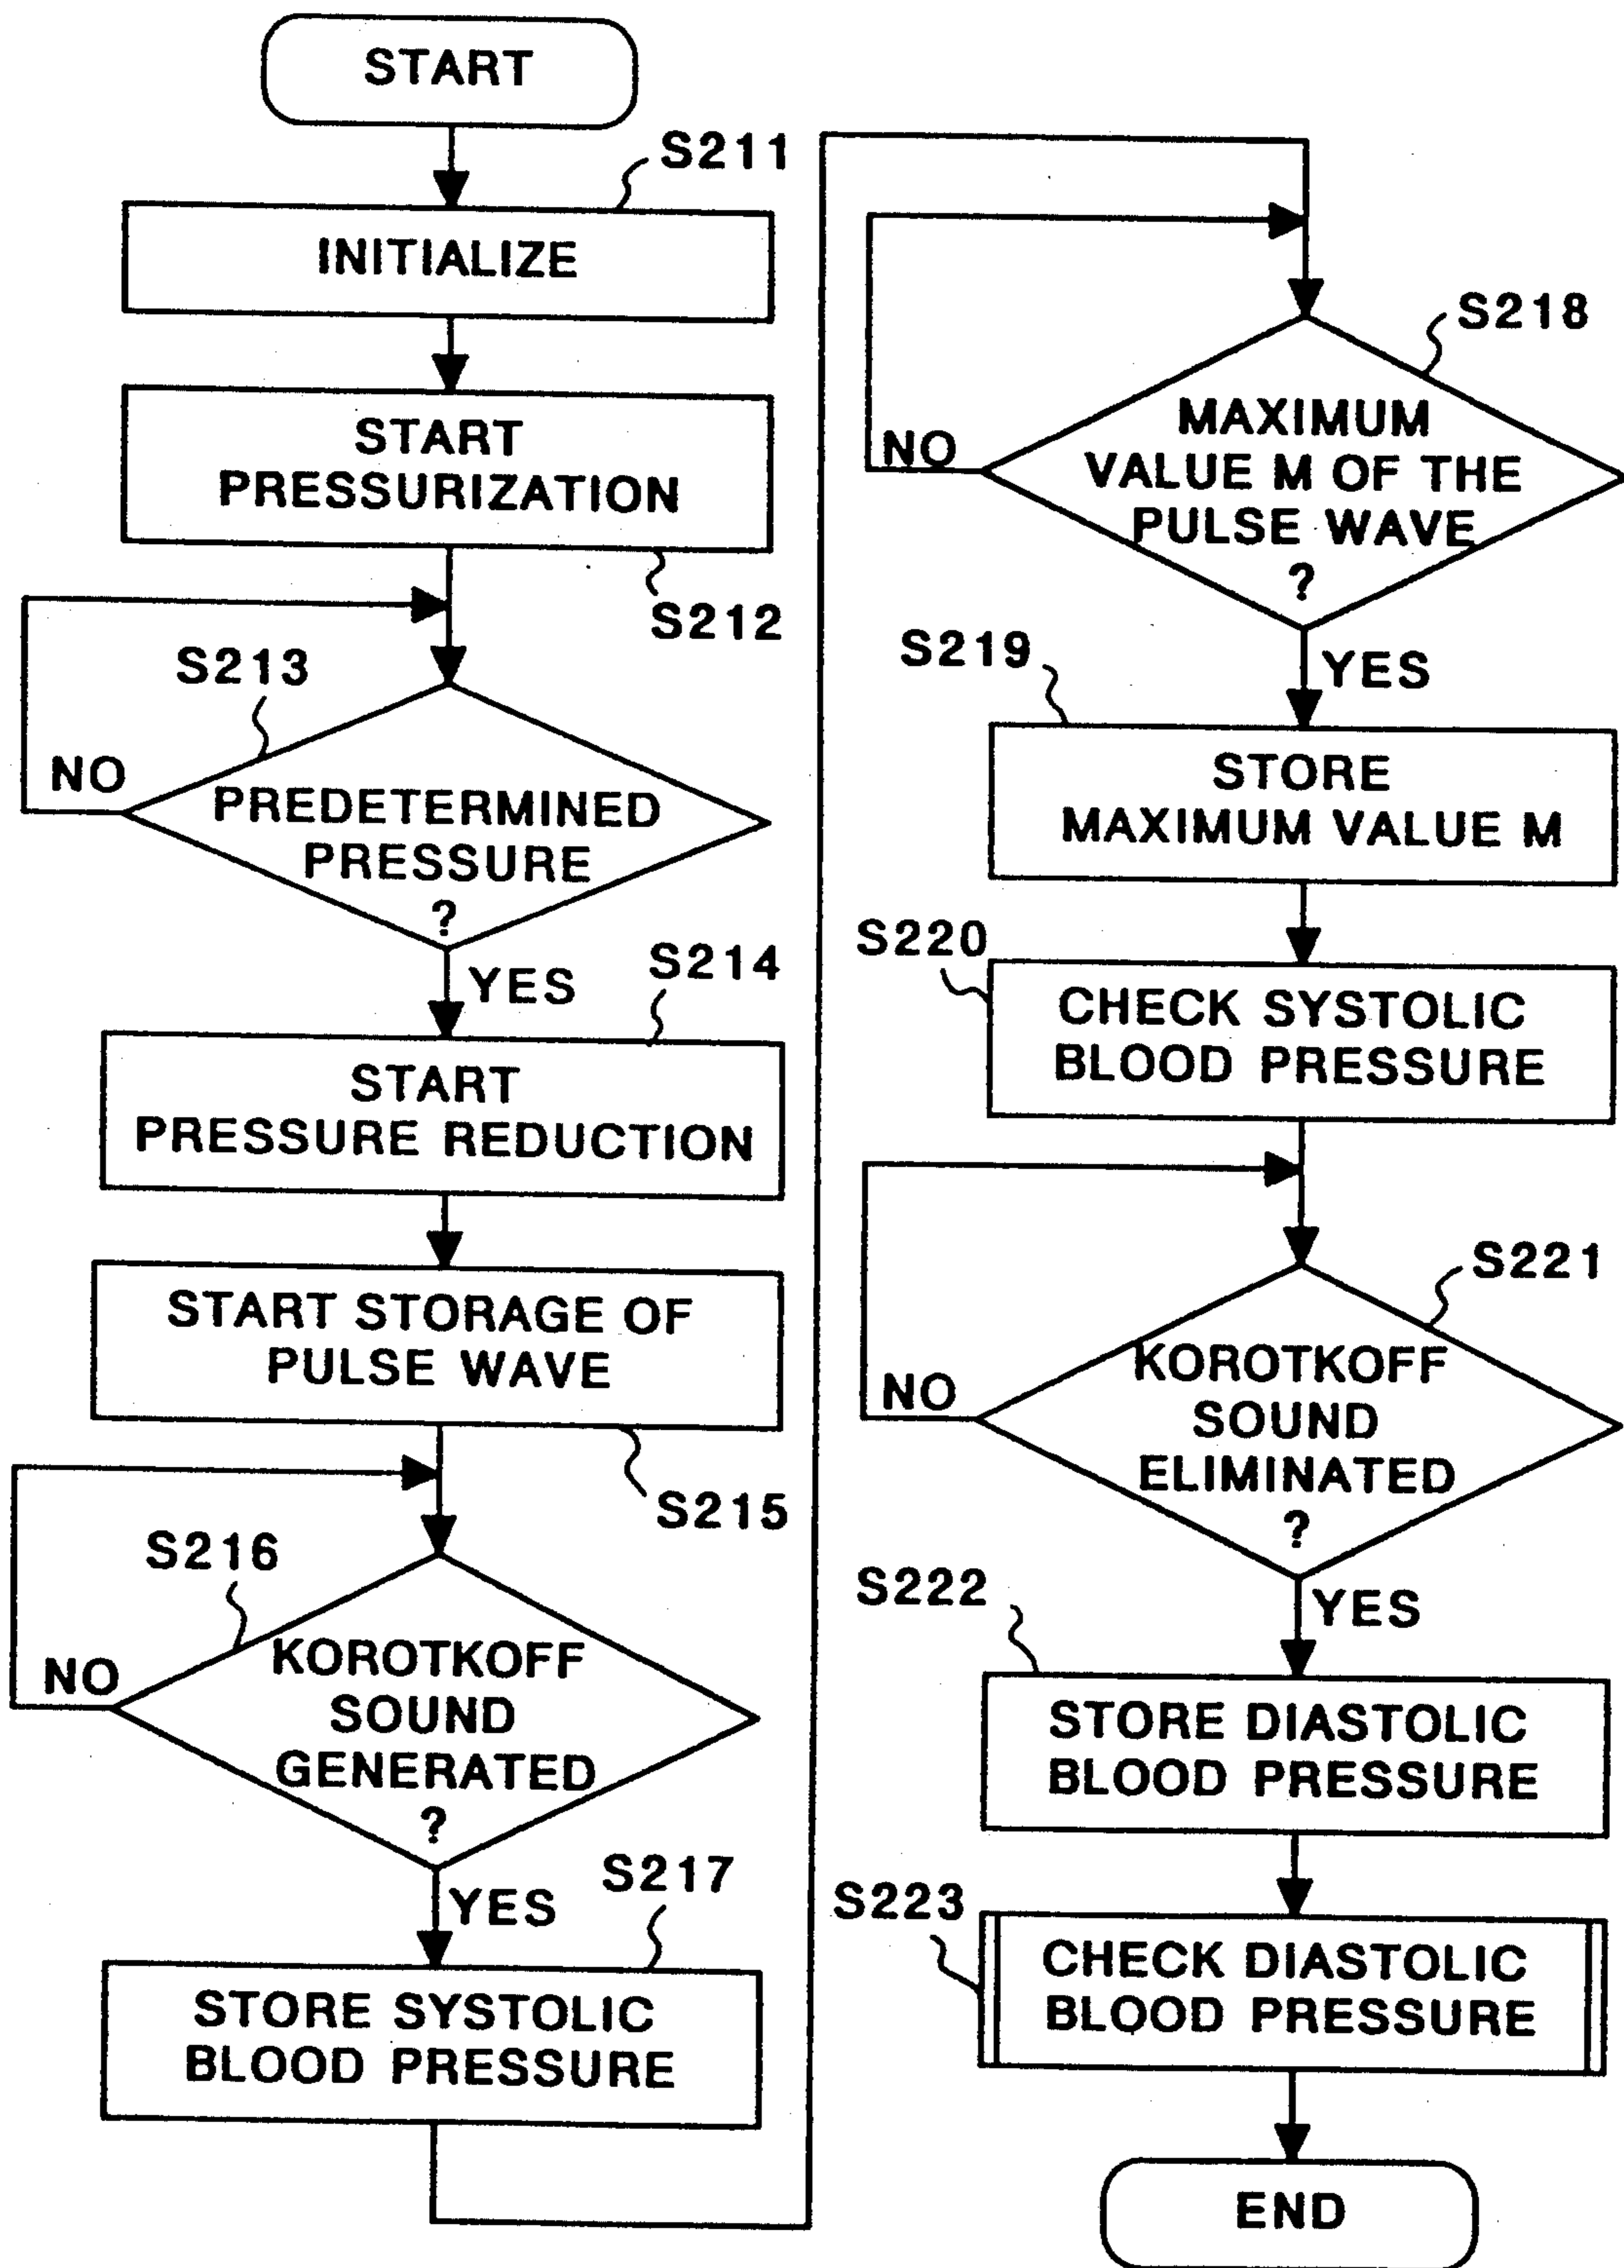 START
S211
INITIALIZE
START
PRESSURIZATION
S212
S213
NO
PREDETERMINED
PRESSURE
?
YES
S214
START
PRESSURE REDUCTION
START STORAGE OF
PULSE WAVE
S215
S216
NO
KOROTKOFF
SOUND
GENERATED
?
YES
S217
STORE SYSTOLIC
BLOOD PRESSURE
S218
NO
MAXIMUM
VALUE M OF THE
PULSE WAVE
?
YES
S219
STORE
MAXIMUM VALUE M
S220
CHECK SYSTOLIC
BLOOD PRESSURE
S221
NO
KOROTKOFF
SOUND
ELIMINATED
?
YES
S222
STORE DIASTOLIC
BLOOD PRESSURE
S223
CHECK DIASTOLIC
BLOOD PRESSURE
END